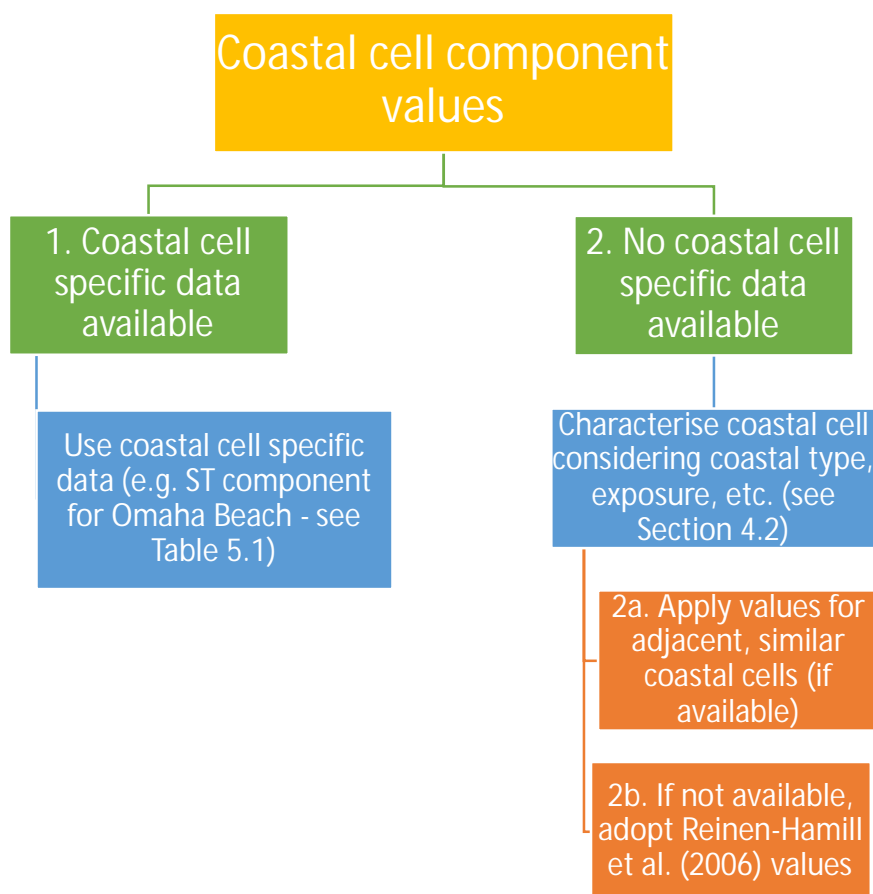 Coastal cell component
values
1. Coastal cell
specific data
available
2. No coastal cell
specific data
available
Use coastal cell specific
data (e.g. ST component
for Omaha Beach - see
Table 5.1)
Characterise coastal cell
considering coastal type,
exposure, etc. (see
Section 4.2)
2a. Apply values for
adjacent, similar
coastal cells (if
available)
2b. If not available,
adopt Reinen-Hamill
et al. (2006) values